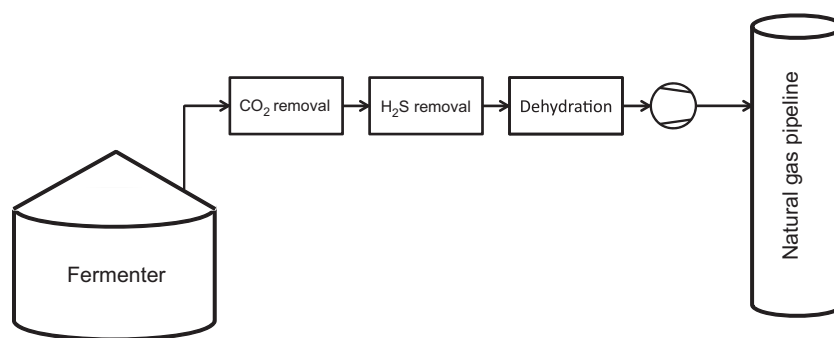 CO₂ removal
H₂S removal
Dehydration
Natural gas pipeline
Fermenter